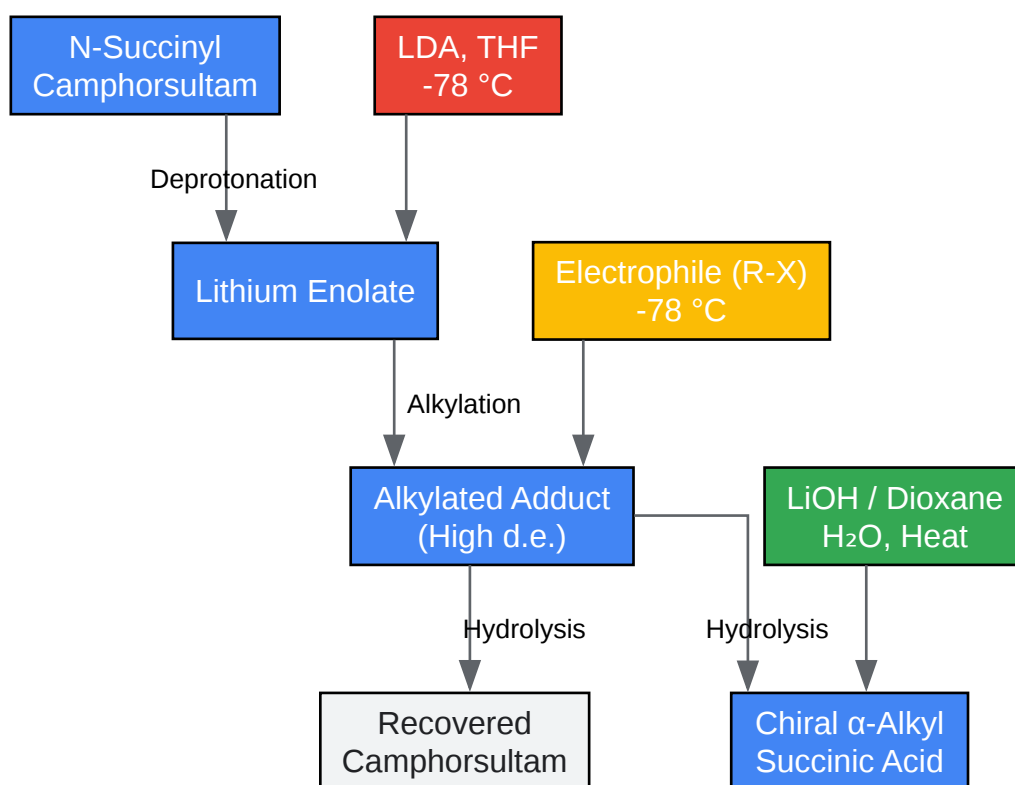 N-Succinyl
Camphorsultam
LDA, THF
-78 °C
Deprotonation
Lithium Enolate
Electrophile (R-X)
-78 °C
Alkylation
Alkylated Adduct
(High d.e.)
LiOH / Dioxane
H₂O, Heat
Hydrolysis
Hydrolysis
Recovered
Camphorsultam
Chiral α-Alkyl
Succinic Acid